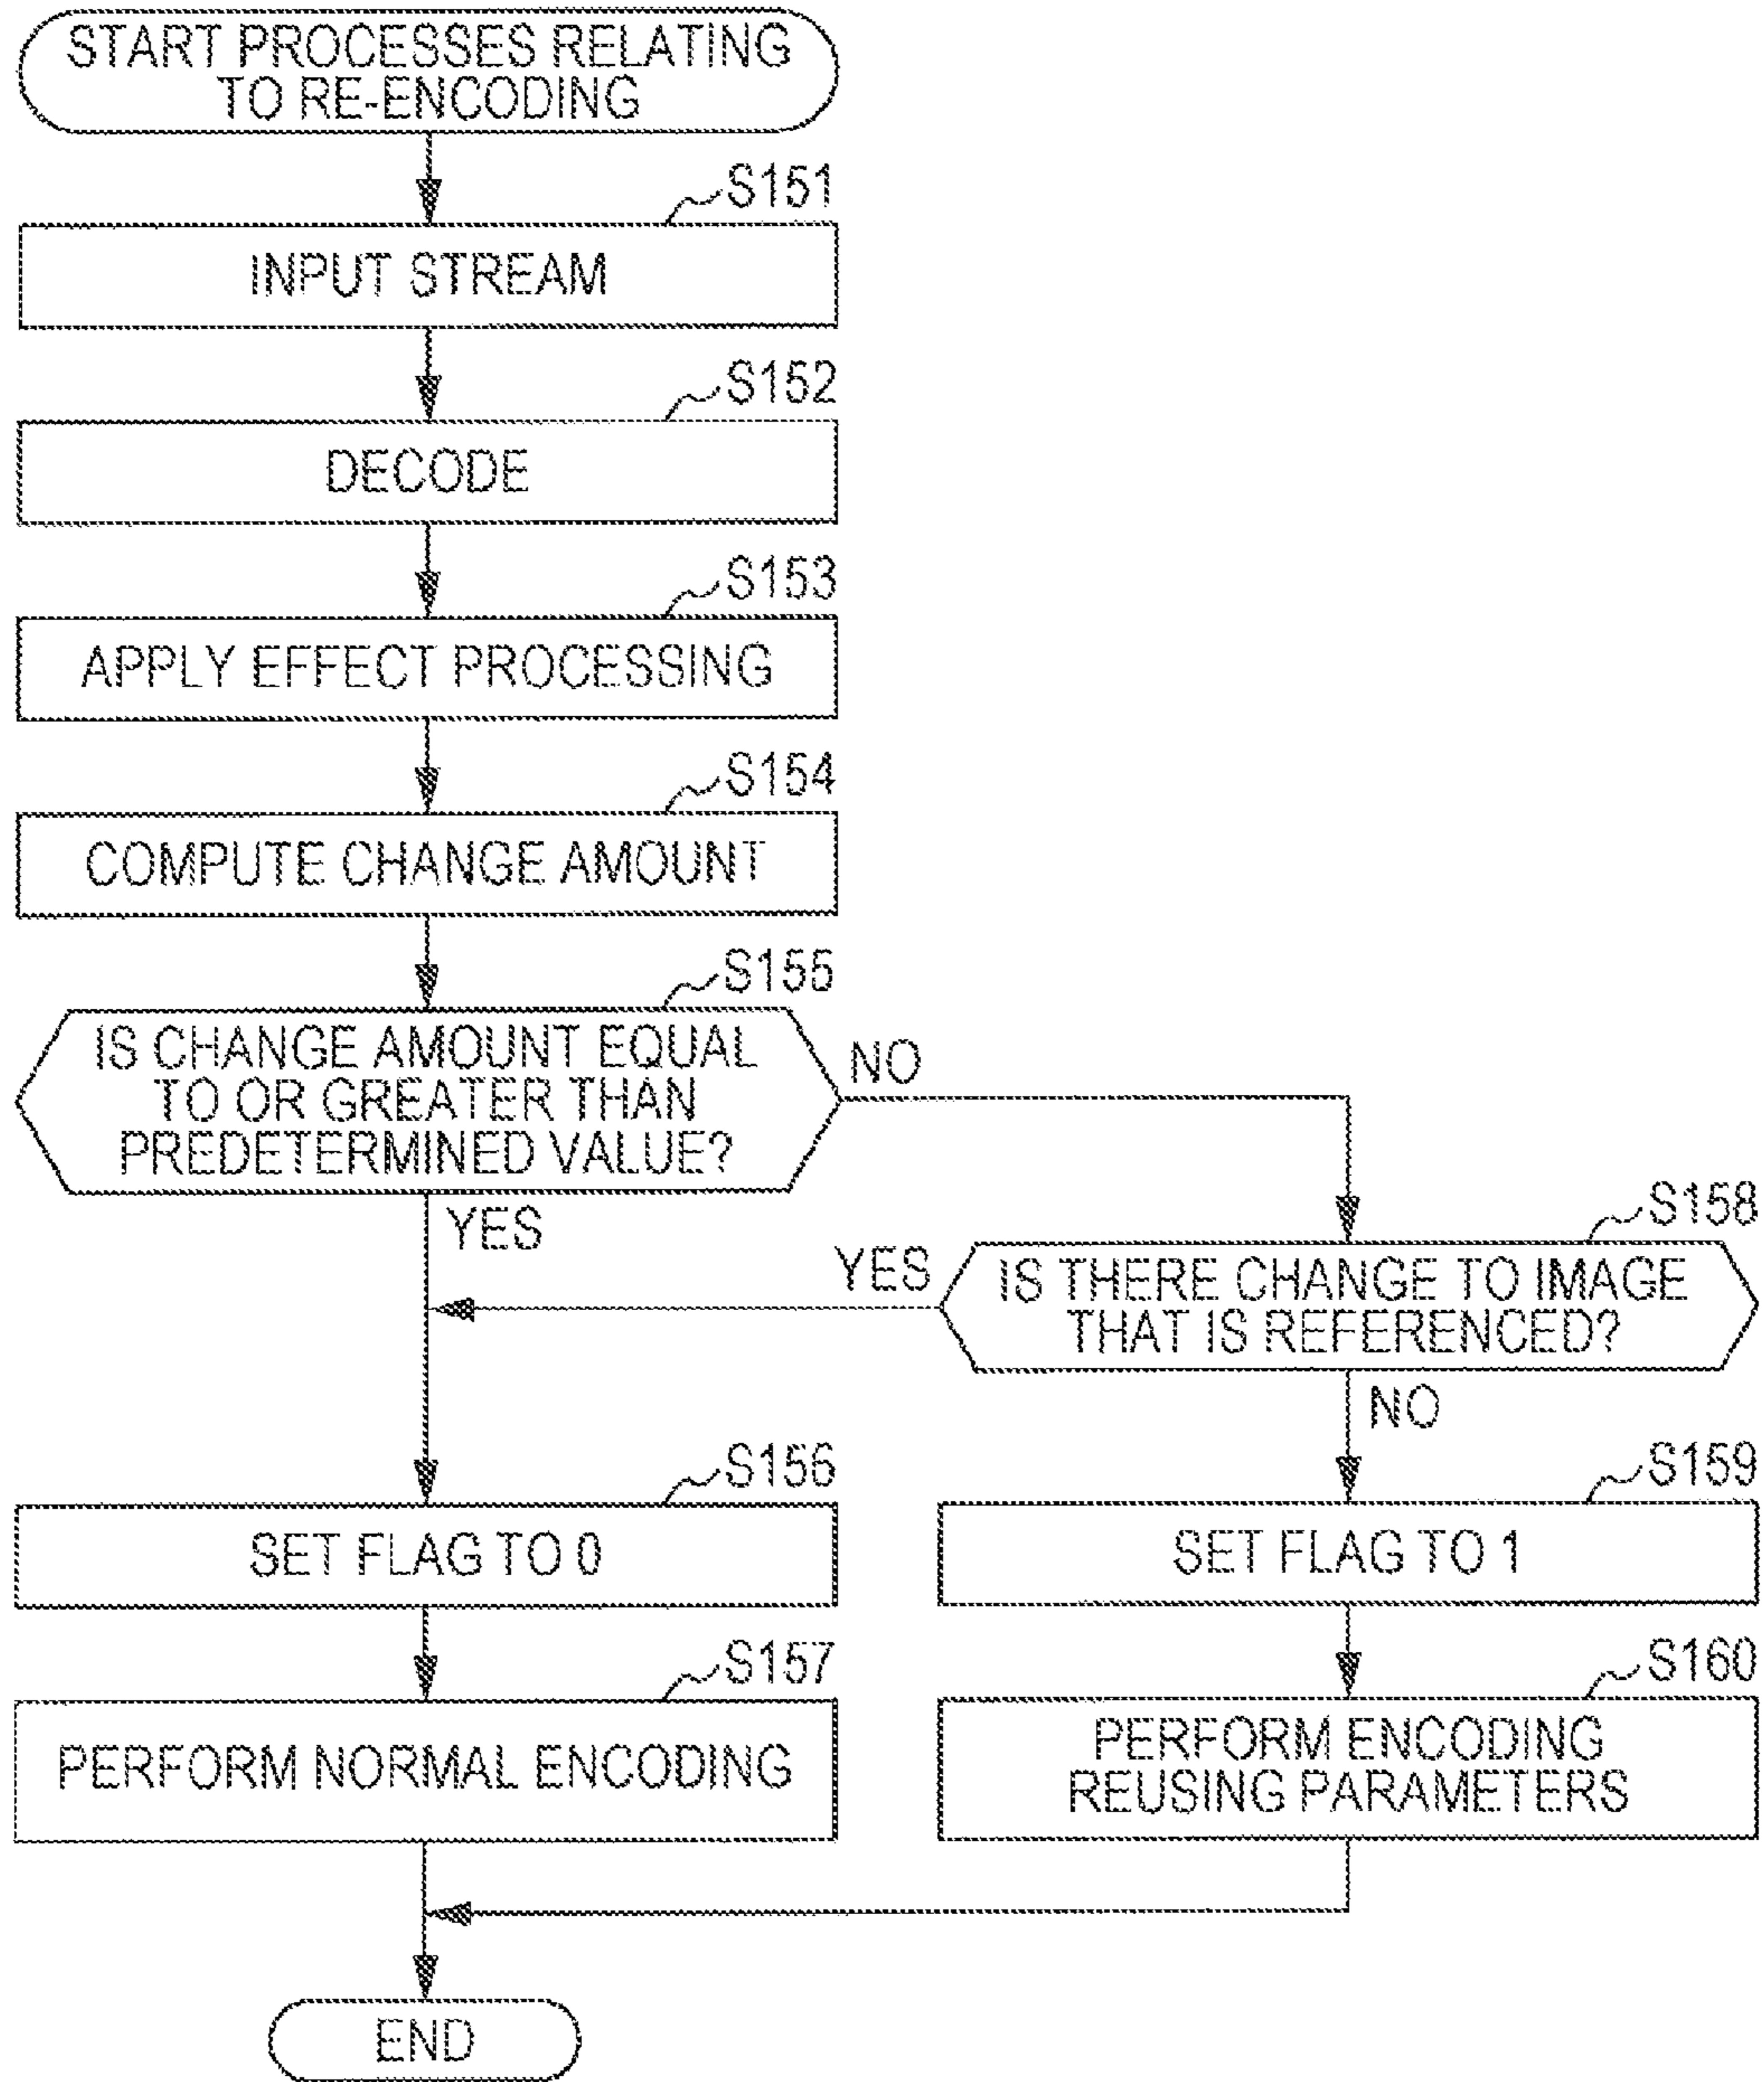 START PROCESSES RELATING
TO RE-ENCODING
S151
INPUT STREAM
S152
DECODE
S153
APPLY EFFECT PROCESSING
S154
COMPUTE CHANGE AMOUNT
S155
IS CHANGE AMOUNT EQUAL
TO OR GREATER THAN
PREDETERMINED VALUE?
NO
YES
S158
YES
IS THERE CHANGE TO IMAGE
THAT IS REFERENCED?
NO
S156
SET FLAG TO 0
S159
SET FLAG TO 1
S157
PERFORM NORMAL ENCODING
S160
PERFORM ENCODING
REUSING PARAMETERS
END